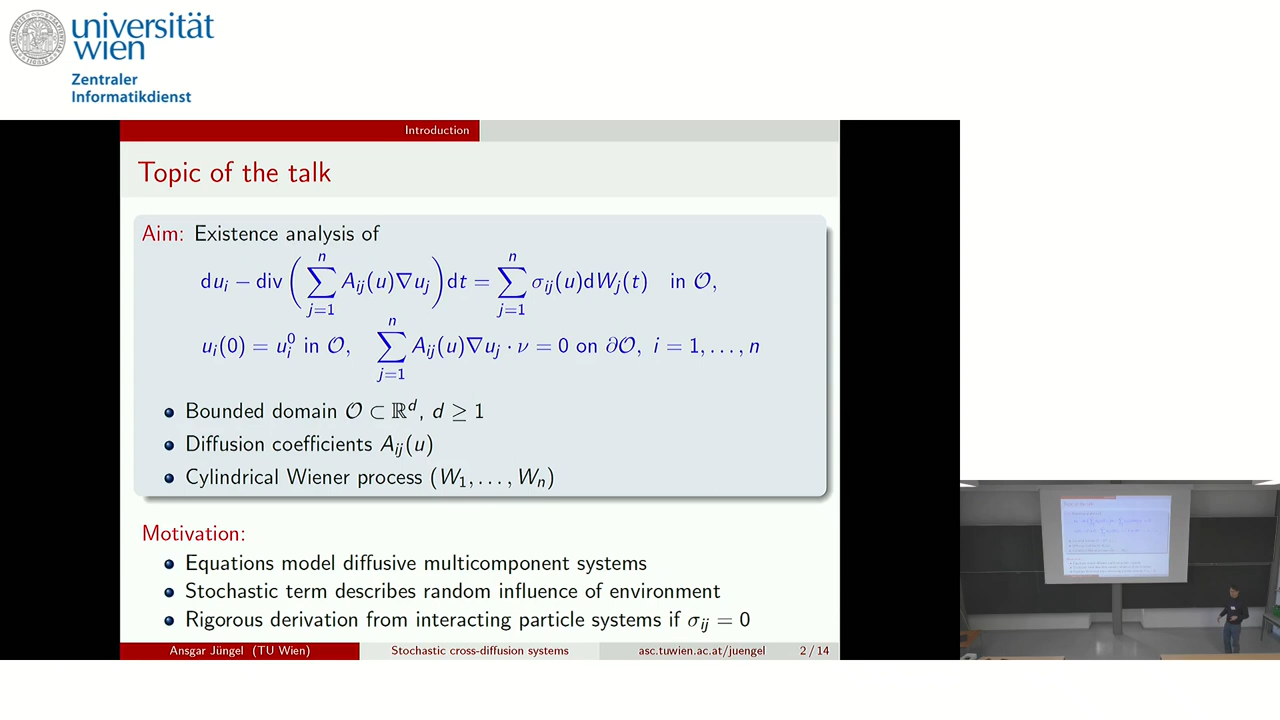 universität
wien
Zentraler
Informatikdienst
Introduction
Topic of the talk
Aim: Existence analysis of
du_i − div(∑_{j=1}^{n} A_{ij}(u)∇u_j)dt = ∑_{j=1}^{n} σ_{ij}(u)dW_j(t) in 𝒪,
u_i(0) = u_i^0 in 𝒪, ∑_{j=1}^{n} A_{ij}(u)∇u_j · ν = 0 on ∂𝒪, i = 1, . . . , n
Bounded domain 𝒪 ⊂ ℝ^d, d ≥ 1
Diffusion coefficients A_{ij}(u)
Cylindrical Wiener process (W_1, . . . , W_n)
Motivation:
Equations model diffusive multicomponent systems
Stochastic term describes random influence of environment
Rigorous derivation from interacting particle systems if σ_{ij} = 0
Ansgar Jüngel (TU Wien) Stochastic cross-diffusion systems asc.tuwien.ac.at/juengel 2 / 14
Topic of the talk